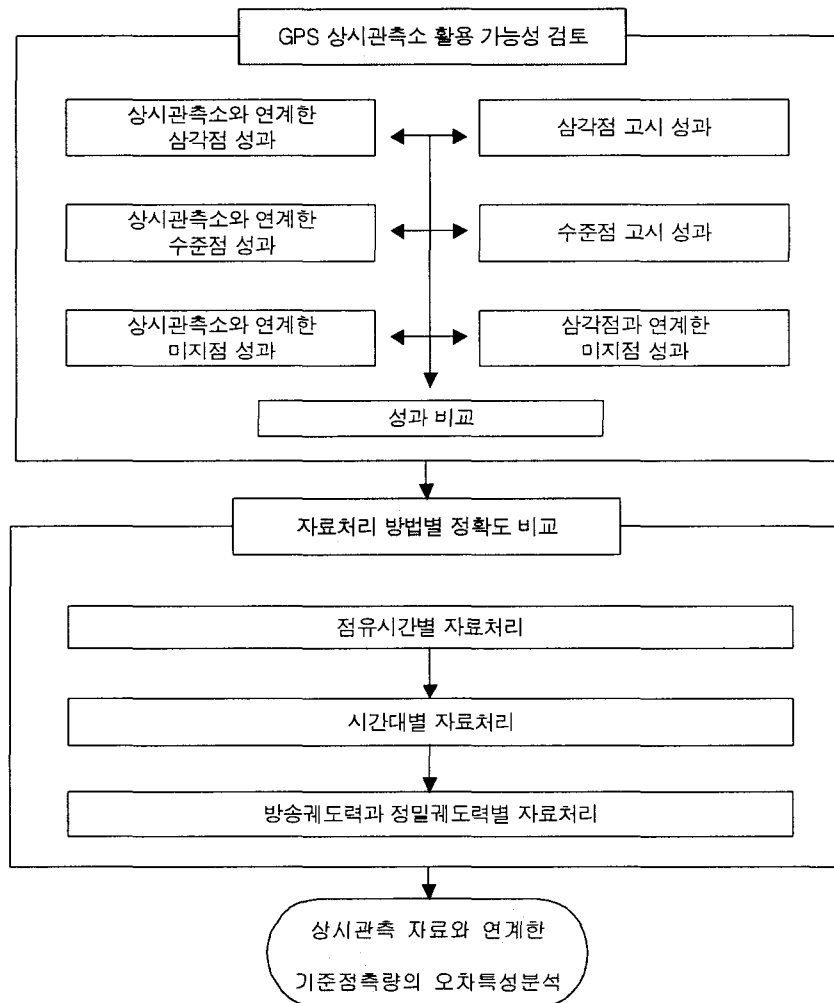 GPS 상시관측소 활용 가능성 검토
상시관측소와 연계한
삼각점 성과
삼각점 고시 성과
상시관측소와 연계한
수준점 성과
수준점 고시 성과
상시관측소와 연계한
미지점 성과
삼각점과 연계한
미지점 성과
성과 비교
자료처리 방법별 정확도 비교
점유시간별 자료처리
시간대별 자료처리
방송궤도력과 정밀궤도력별 자료처리
상시관측 자료와 연계한
기준점측량의 오차특성분석